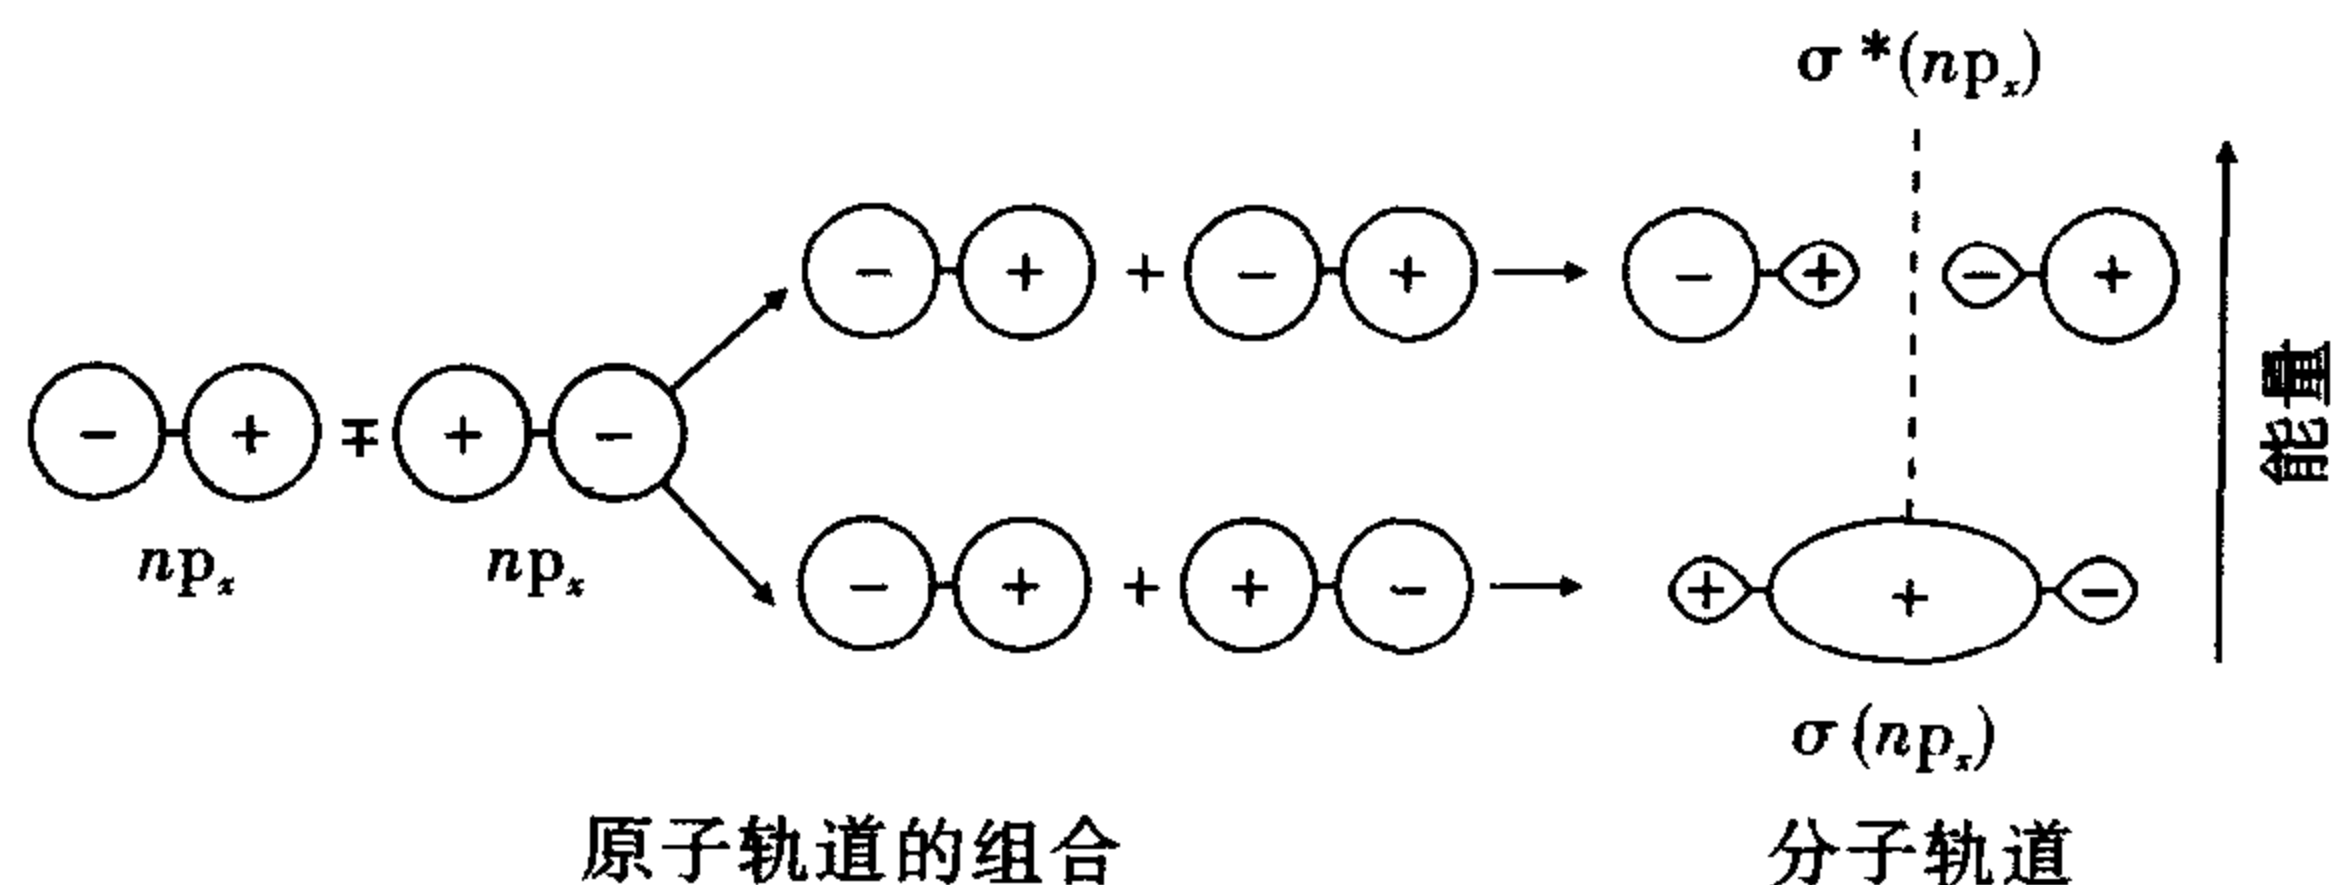 σ*(npₓ)
- + + - +
- + ∓ + -
- + + - + → - + - +
npₓ npₓ
- + + + - → + + -
σ(npₓ)
能量
原子轨道的组合 分子轨道